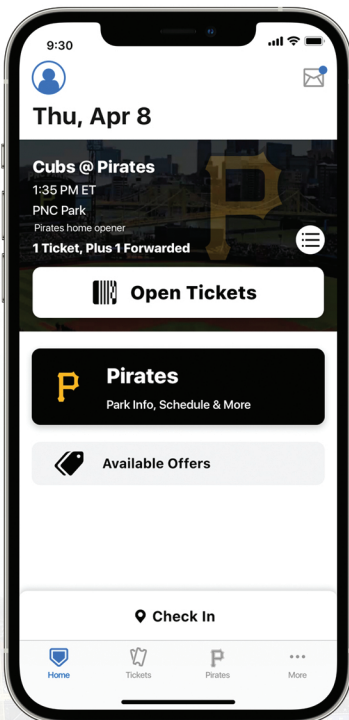 9:30
Thu, Apr 8
Cubs @ Pirates
1:35 PM ET
PNC Park
Pirates home opener
1 Ticket, Plus 1 Forwarded
Open Tickets
P
Pirates
Park Info, Schedule & More
Available Offers
Check In
Home
Tickets
Pirates
More